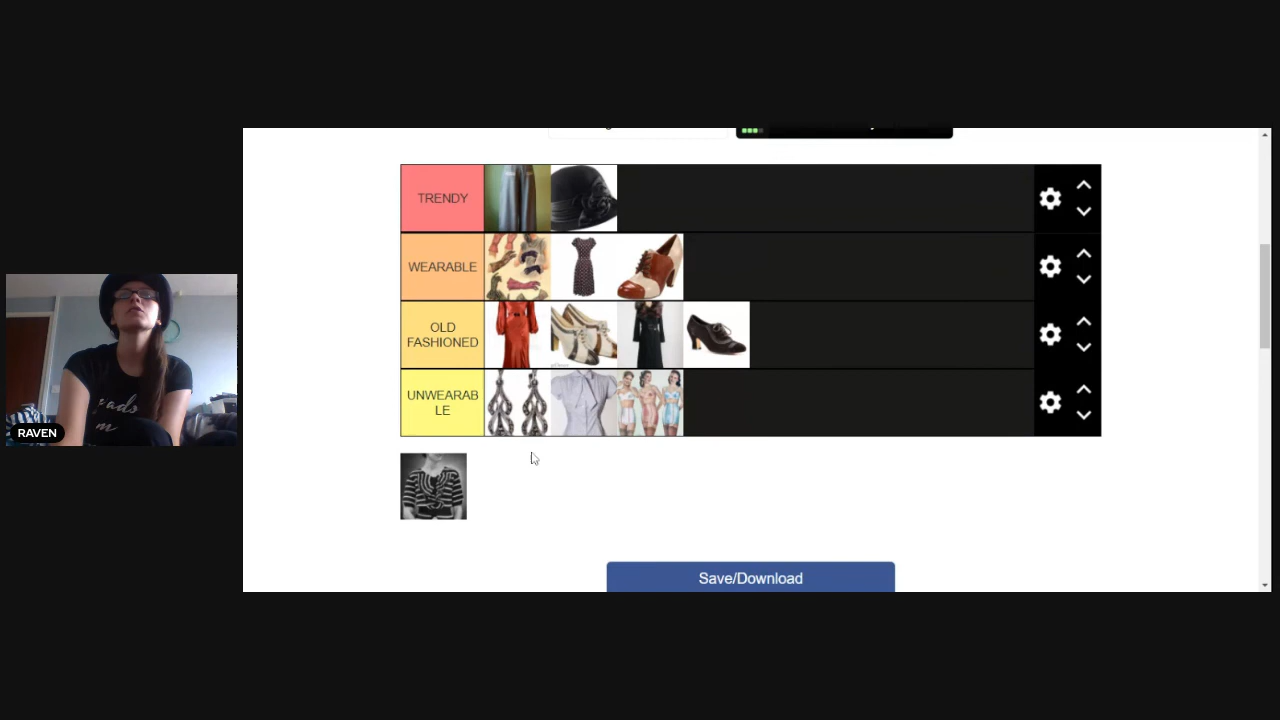 TRENDY
WEARABLE
OLD
FASHIONED
UNWEARAB
LE
RAVEN
Save/Download